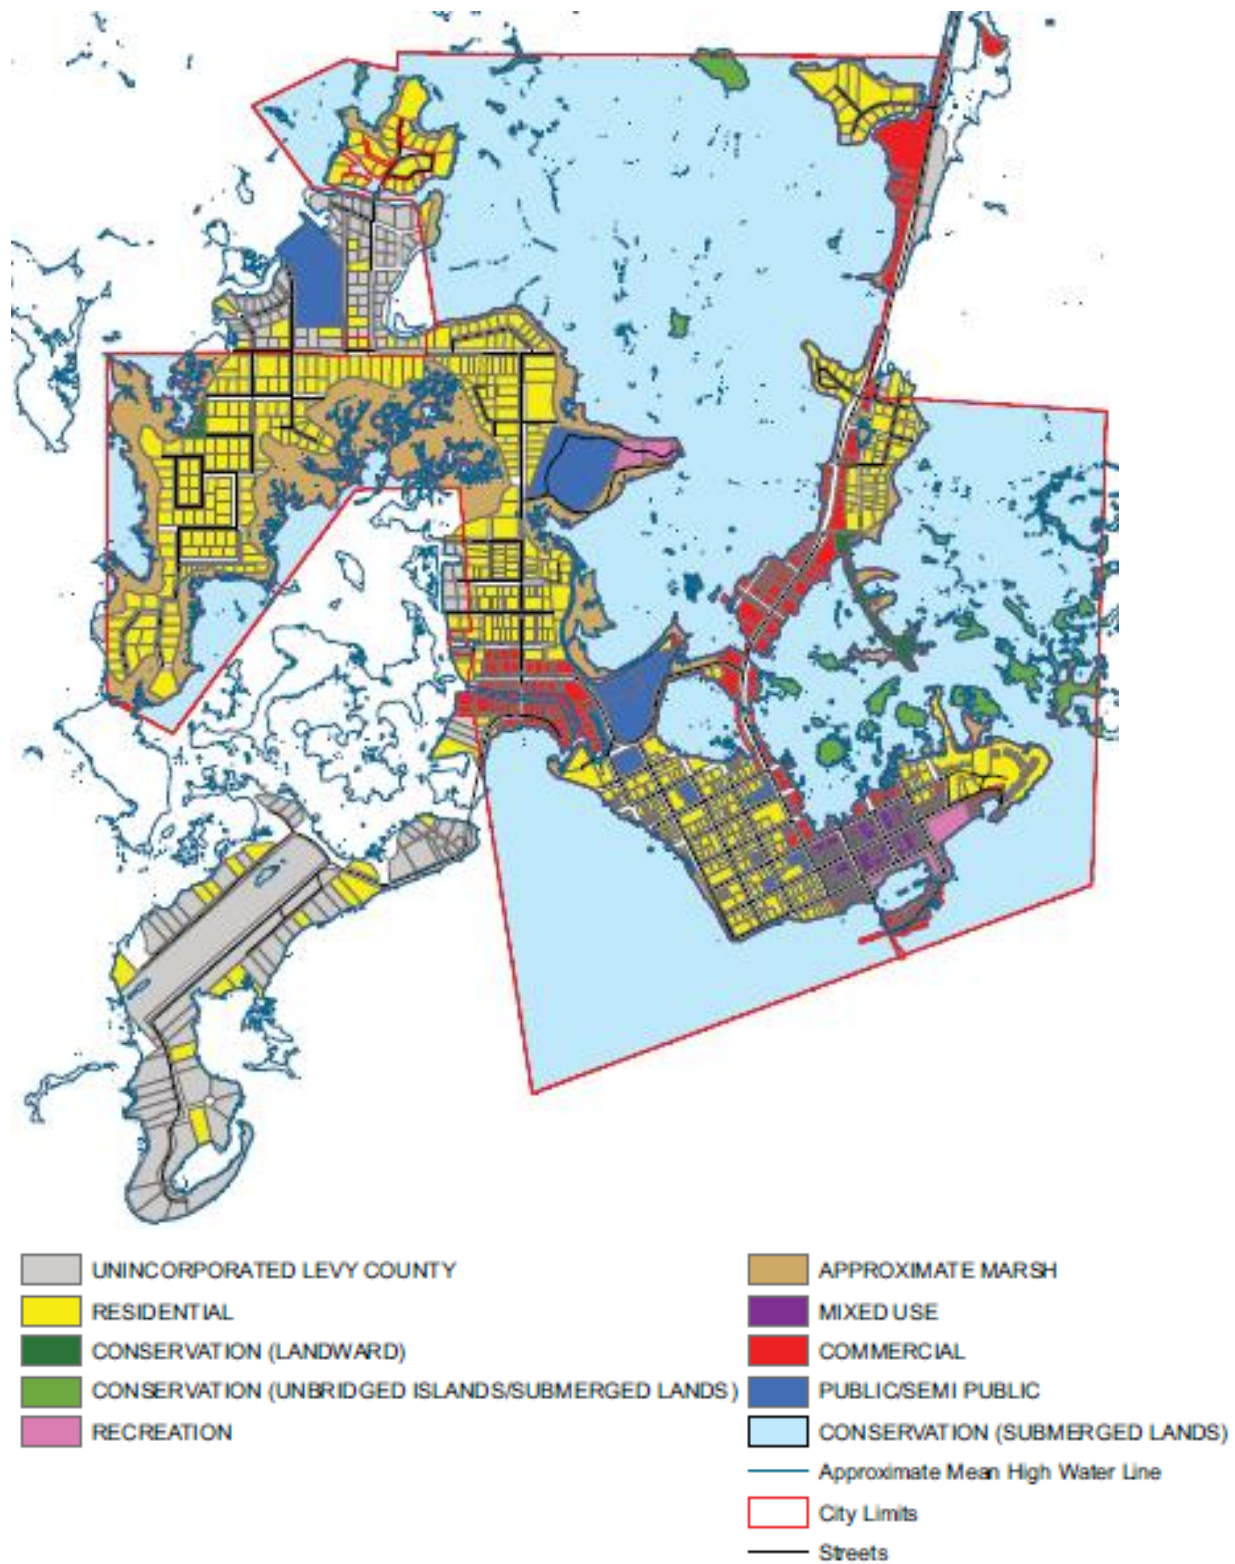 UNINCORPORATED LEVY COUNTY
RESIDENTIAL
CONSERVATION (LANDWARD)
CONSERVATION (UNBRIDGED ISLANDS/SUBMERGED LANDS)
RECREATION
APPROXIMATE MARSH
MIXED USE
COMMERCIAL
PUBLIC/SEMI PUBLIC
CONSERVATION (SUBMERGED LANDS)
Approximate Mean High Water Line
City Limits
Streets